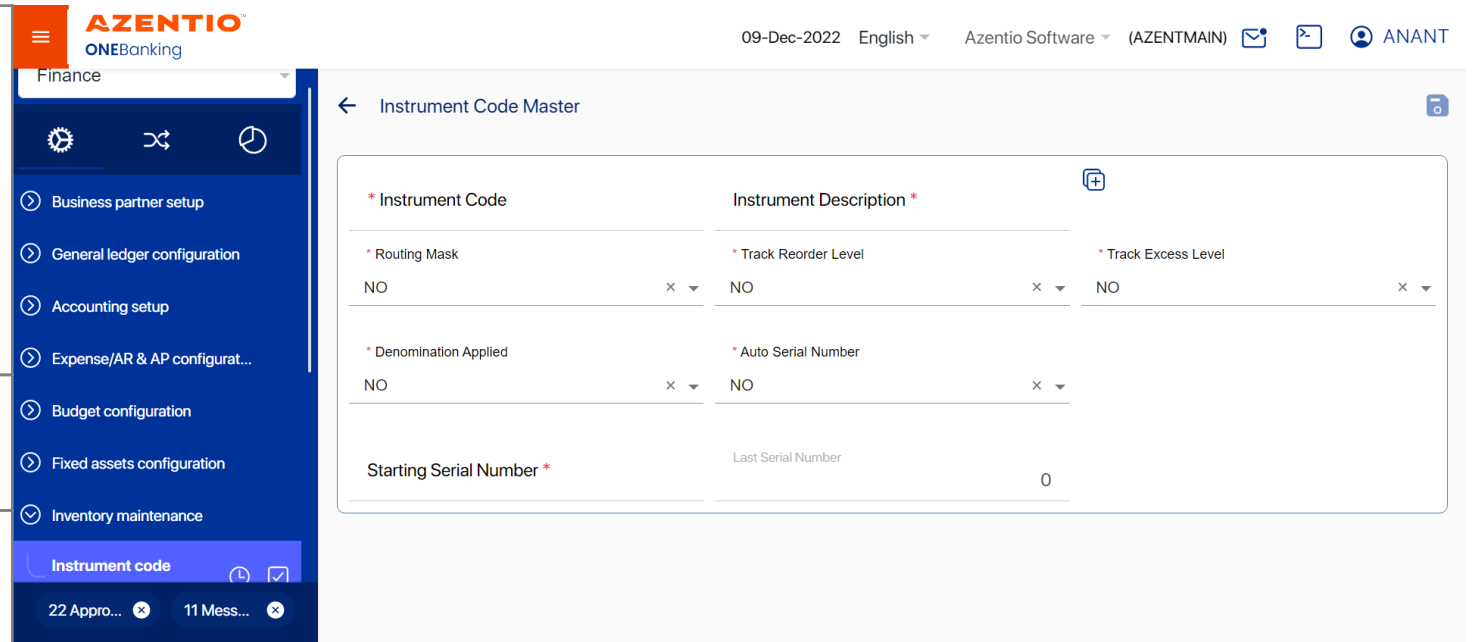 AZENTIO™
ONEBanking
09-Dec-2022 English Azentio Software (AZENTMAIN) ANANT
Finance
Business partner setup
General ledger configuration
Accounting setup
Expense/AR & AP configurat...
Budget configuration
Fixed assets configuration
Inventory maintenance
Instrument code
22 Appro...
11 Mess...
Instrument Code Master
* Instrument Code
Instrument Description *
* Routing Mask
NO
* Track Reorder Level
NO
* Track Excess Level
NO
* Denomination Applied
NO
* Auto Serial Number
NO
Starting Serial Number *
Last Serial Number
0